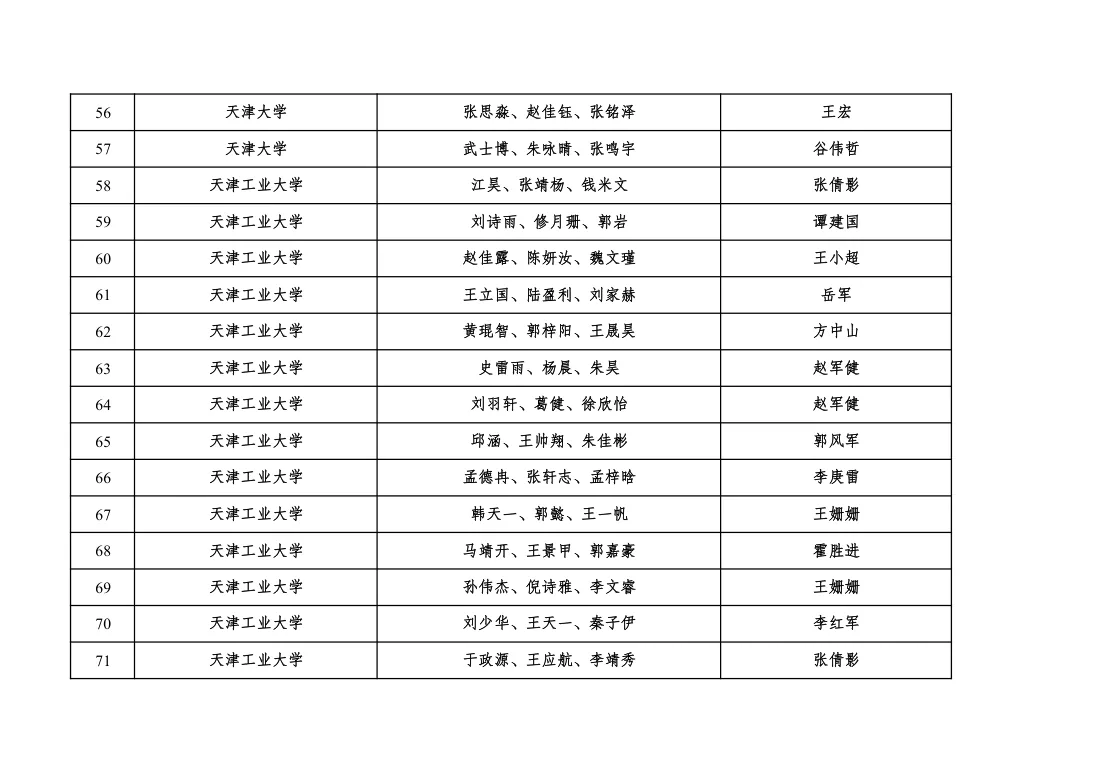 56 天津大学 张思淼、赵佳钰、张铭泽 王宏
57 天津大学 武士博、朱咏晴、张鸣宇 谷伟哲
58 天津工业大学 江昊、张靖杨、钱米文 张倩影
59 天津工业大学 刘诗雨、修月珊、郭岩 谭建国
60 天津工业大学 赵佳露、陈妍汝、魏文瑾 王小超
61 天津工业大学 王立国、陆盈利、刘家赫 岳军
62 天津工业大学 黄琨智、郭梓阳、王晟昊 方中山
63 天津工业大学 史雷雨、杨晨、朱昊 赵军健
64 天津工业大学 刘羽轩、葛健、徐欣怡 赵军健
65 天津工业大学 邱涵、王帅翔、朱佳彬 郭风军
66 天津工业大学 孟德冉、张轩志、孟梓晗 李庚雷
67 天津工业大学 韩天一、郭懿、王一帆 王姗姗
68 天津工业大学 马靖开、王景甲、郭嘉豪 霍胜进
69 天津工业大学 孙伟杰、倪诗雅、李文睿 王姗姗
70 天津工业大学 刘少华、王天一、秦子伊 李红军
71 天津工业大学 于政源、王应航、李靖秀 张倩影